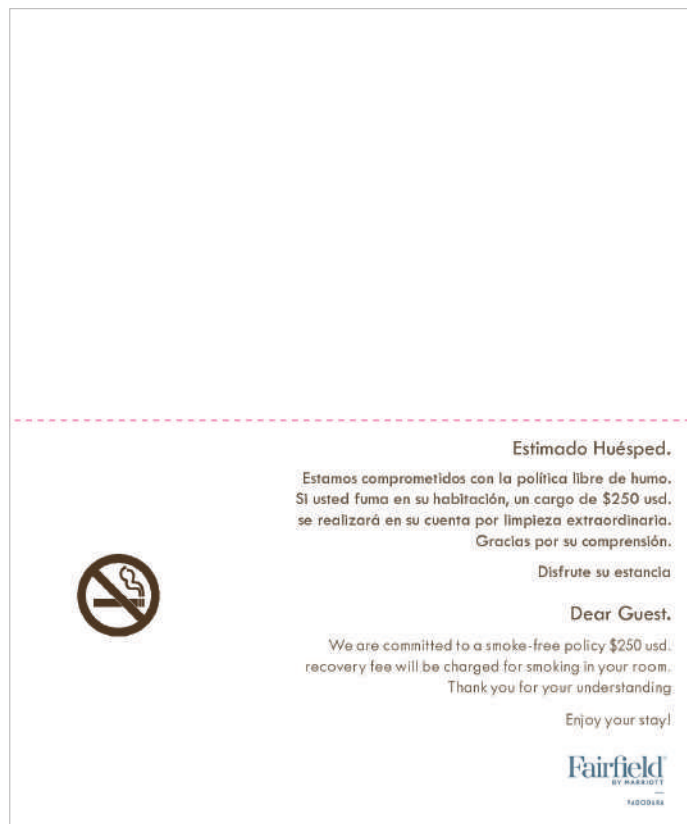 Estimado Huésped.
Estamos comprometidos con la política libre de humo.
Si usted fuma en su habitación, un cargo de $250 usd.
se realizará en su cuenta por limpieza extraordinaria.
Gracias por su comprensión.
Disfrute su estancia
Dear Guest.
We are committed to a smoke-free policy $250 usd.
recovery fee will be charged for smoking in your room.
Thank you for your understanding
Enjoy your stay!
Fairfield
BY MARRIOTT